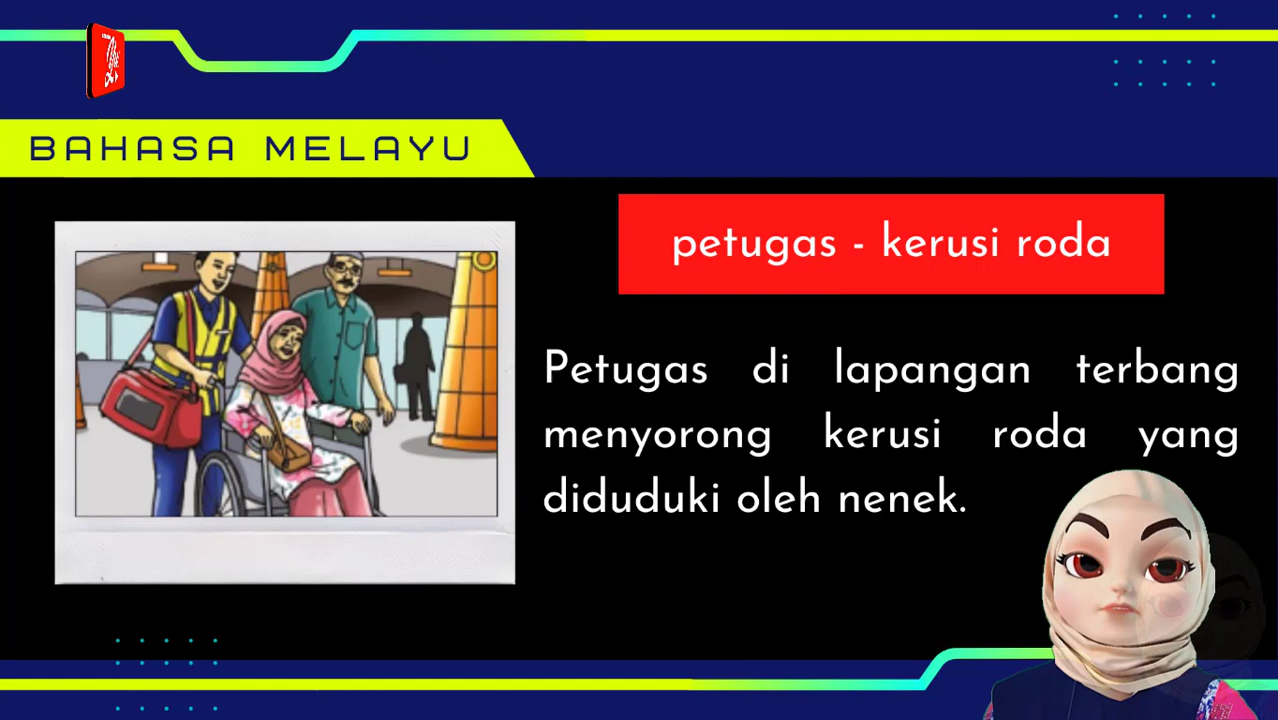 BAHASA MELAYU
petugas - kerusi roda
Petugas di lapangan terbang
menyorong kerusi roda yang
diduduki oleh nenek.